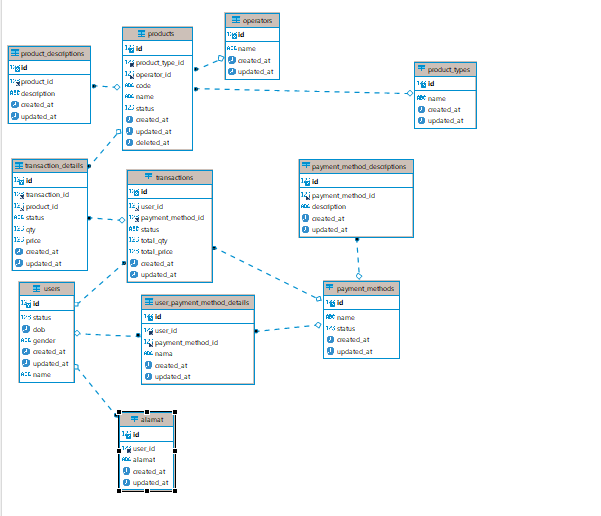 operators
id
name
created_at
updated_at
products
id
product_type_id
operator_id
code
name
status
created_at
updated_at
deleted_at
product_descriptions
id
product_id
description
created_at
updated_at
product_types
id
name
created_at
updated_at
transaction_details
id
transaction_id
product_id
status
qty
price
created_at
updated_at
transactions
id
user_id
payment_method_id
status
total_qty
total_price
created_at
updated_at
payment_method_descriptions
id
payment_method_id
description
created_at
updated_at
users
id
status
dob
gender
created_at
updated_at
name
user_payment_method_details
id
user_id
payment_method_id
nama
created_at
updated_at
payment_methods
id
name
status
created_at
updated_at
alamat
id
user_id
alamat
created_at
updated_at